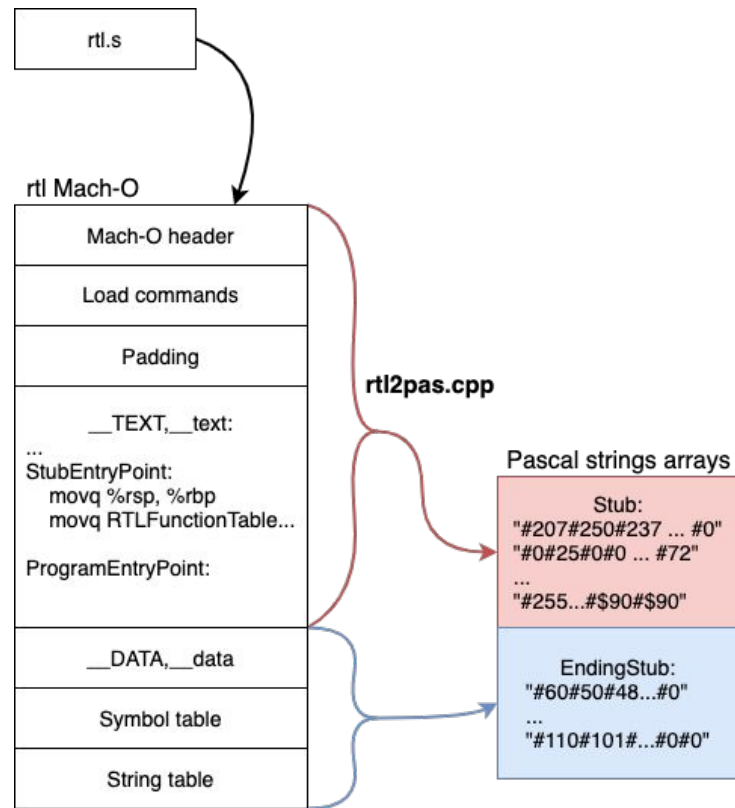 rtl.s
rtl Mach-O
Mach-O header
Load commands
Padding
__TEXT,__text:
...
StubEntryPoint:
movq %rsp, %rbp
movq RTLFunctionTable...
ProgramEntryPoint:
__DATA,__data
Symbol table
String table
rtl2pas.cpp
Pascal strings arrays
Stub:
"#207#250#237 ... #0"
"#0#25#0#0 ... #72"
...
"#255...#$90#$90"
EndingStub:
"#60#50#48...#0"
...
"#110#101#...#0#0"